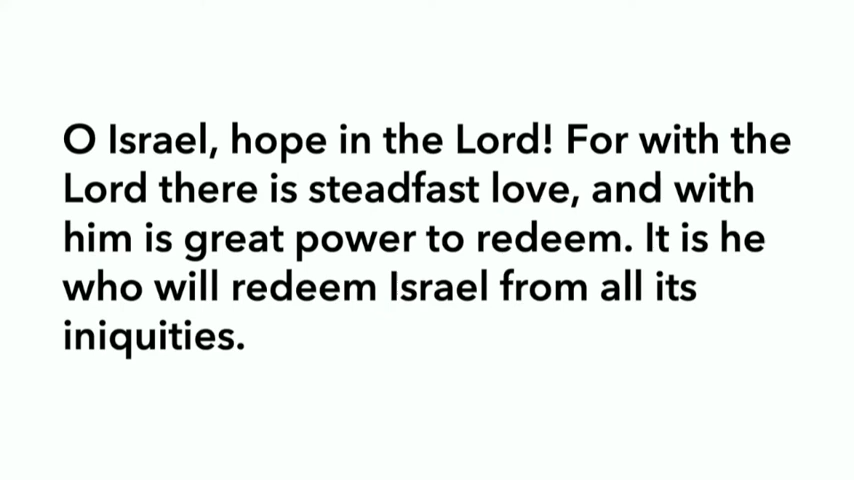 O Israel, hope in the Lord! For with the
Lord there is steadfast love, and with
him is great power to redeem. It is he
who will redeem Israel from all its
iniquities.